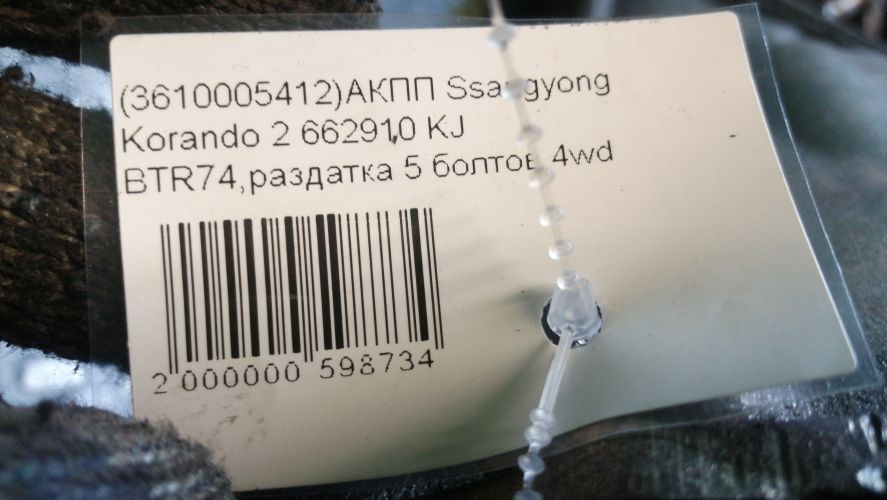 (3610005412)АКПП Ssangyong
Korando 2 662910 KJ
BTR74,раздатка 5 болтов 4wd
2 000000 598734